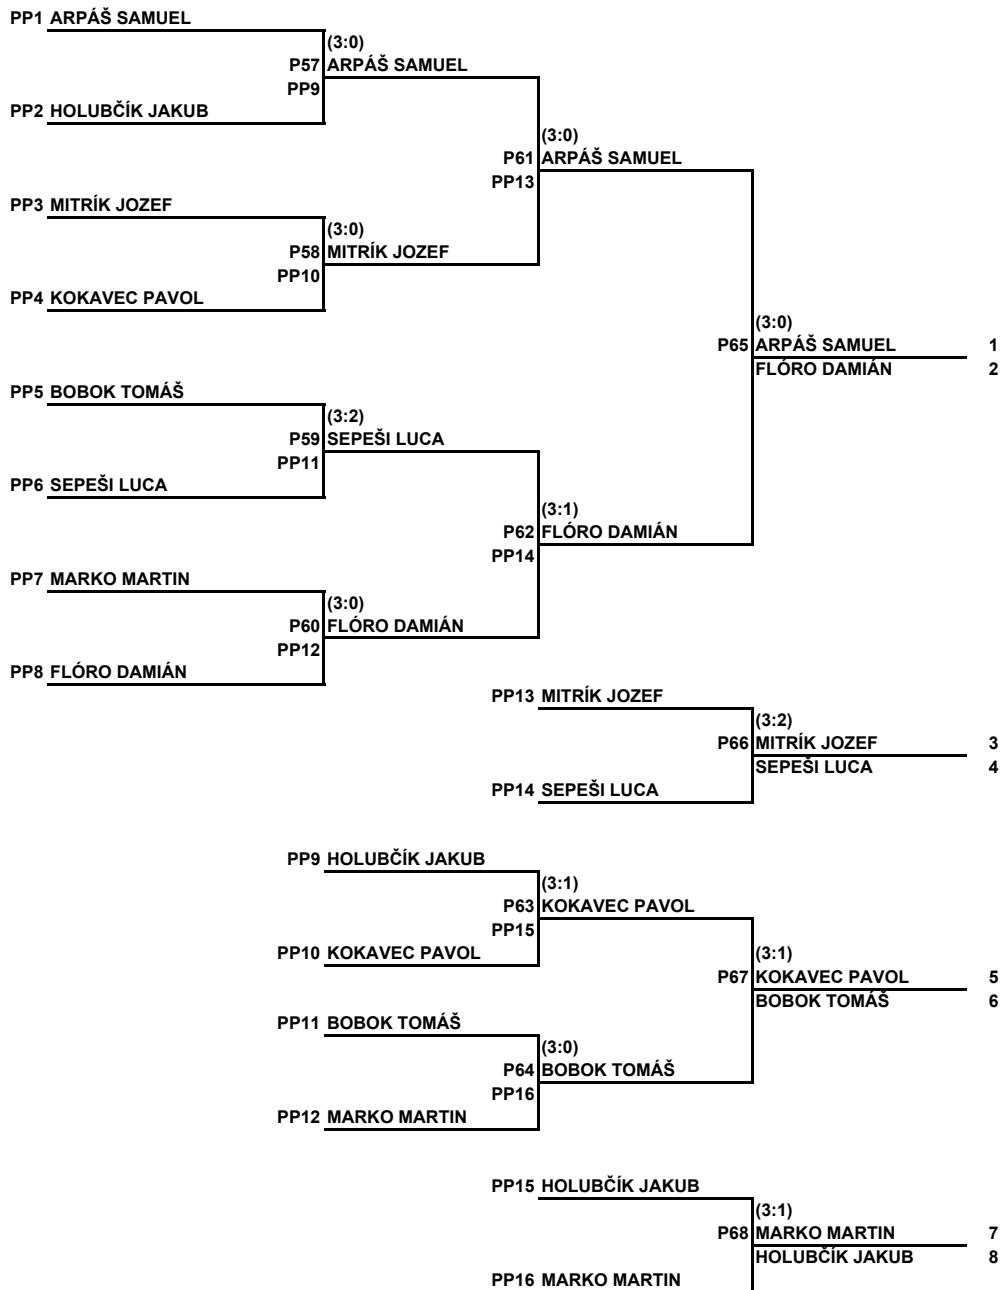 PP1 ARPÁŠ SAMUEL
(3:0)
P57 ARPÁŠ SAMUEL
PP9
PP2 HOLUBČÍK JAKUB
(3:0)
P61 ARPÁŠ SAMUEL
PP13
PP3 MITRÍK JOZEF
(3:0)
P58 MITRÍK JOZEF
PP10
PP4 KOKAVEC PAVOL
(3:0)
P65 ARPÁŠ SAMUEL 1
FLÓRO DAMIÁN 2
PP5 BOBOK TOMÁŠ
(3:2)
P59 SEPEŠI LUCA
PP11
PP6 SEPEŠI LUCA
(3:1)
P62 FLÓRO DAMIÁN
PP14
PP7 MARKO MARTIN
(3:0)
P60 FLÓRO DAMIÁN
PP12
PP8 FLÓRO DAMIÁN
PP13 MITRÍK JOZEF
(3:2)
P66 MITRÍK JOZEF 3
SEPEŠI LUCA 4
PP14 SEPEŠI LUCA
PP9 HOLUBČÍK JAKUB
(3:1)
P63 KOKAVEC PAVOL
PP15
PP10 KOKAVEC PAVOL
(3:1)
P67 KOKAVEC PAVOL 5
BOBOK TOMÁŠ 6
PP11 BOBOK TOMÁŠ
(3:0)
P64 BOBOK TOMÁŠ
PP16
PP12 MARKO MARTIN
PP15 HOLUBČÍK JAKUB
(3:1)
P68 MARKO MARTIN 7
HOLUBČÍK JAKUB 8
PP16 MARKO MARTIN